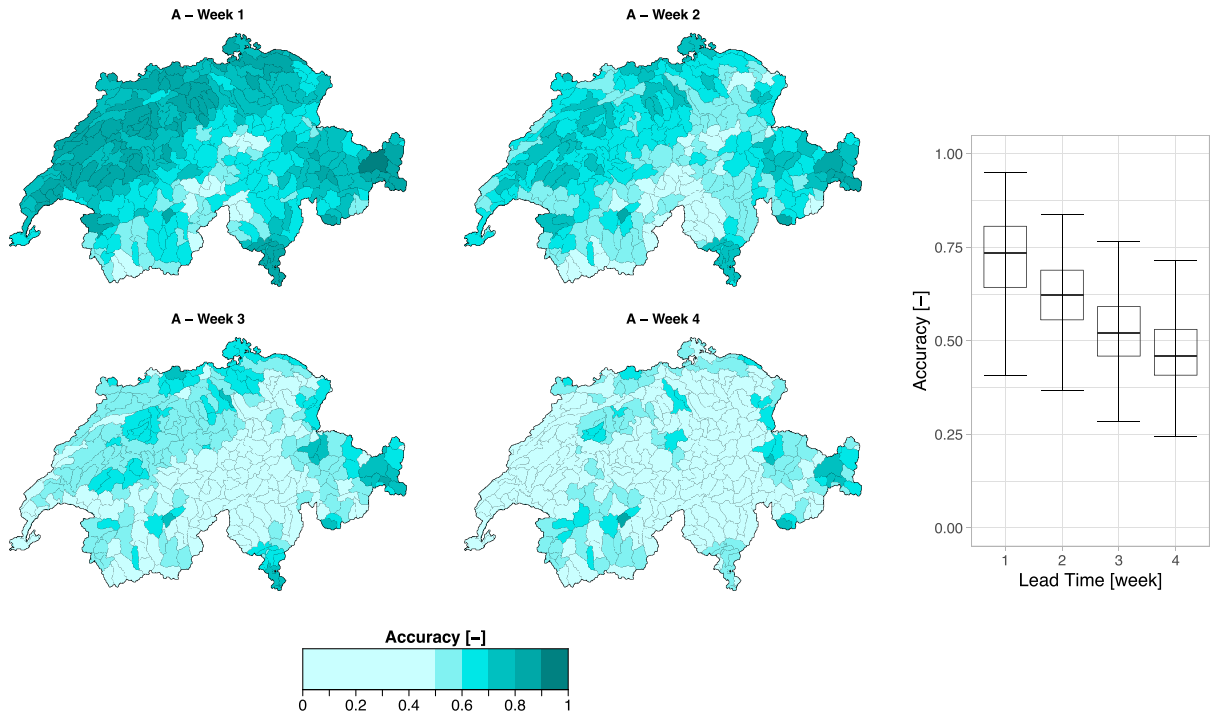 A – Week 1
A – Week 2
A – Week 3
A – Week 4
Accuracy [–]
0 0.2 0.4 0.6 0.8 1
Accuracy [–]
1.00
0.75
0.50
0.25
0.00
1 2 3 4
Lead Time [week]